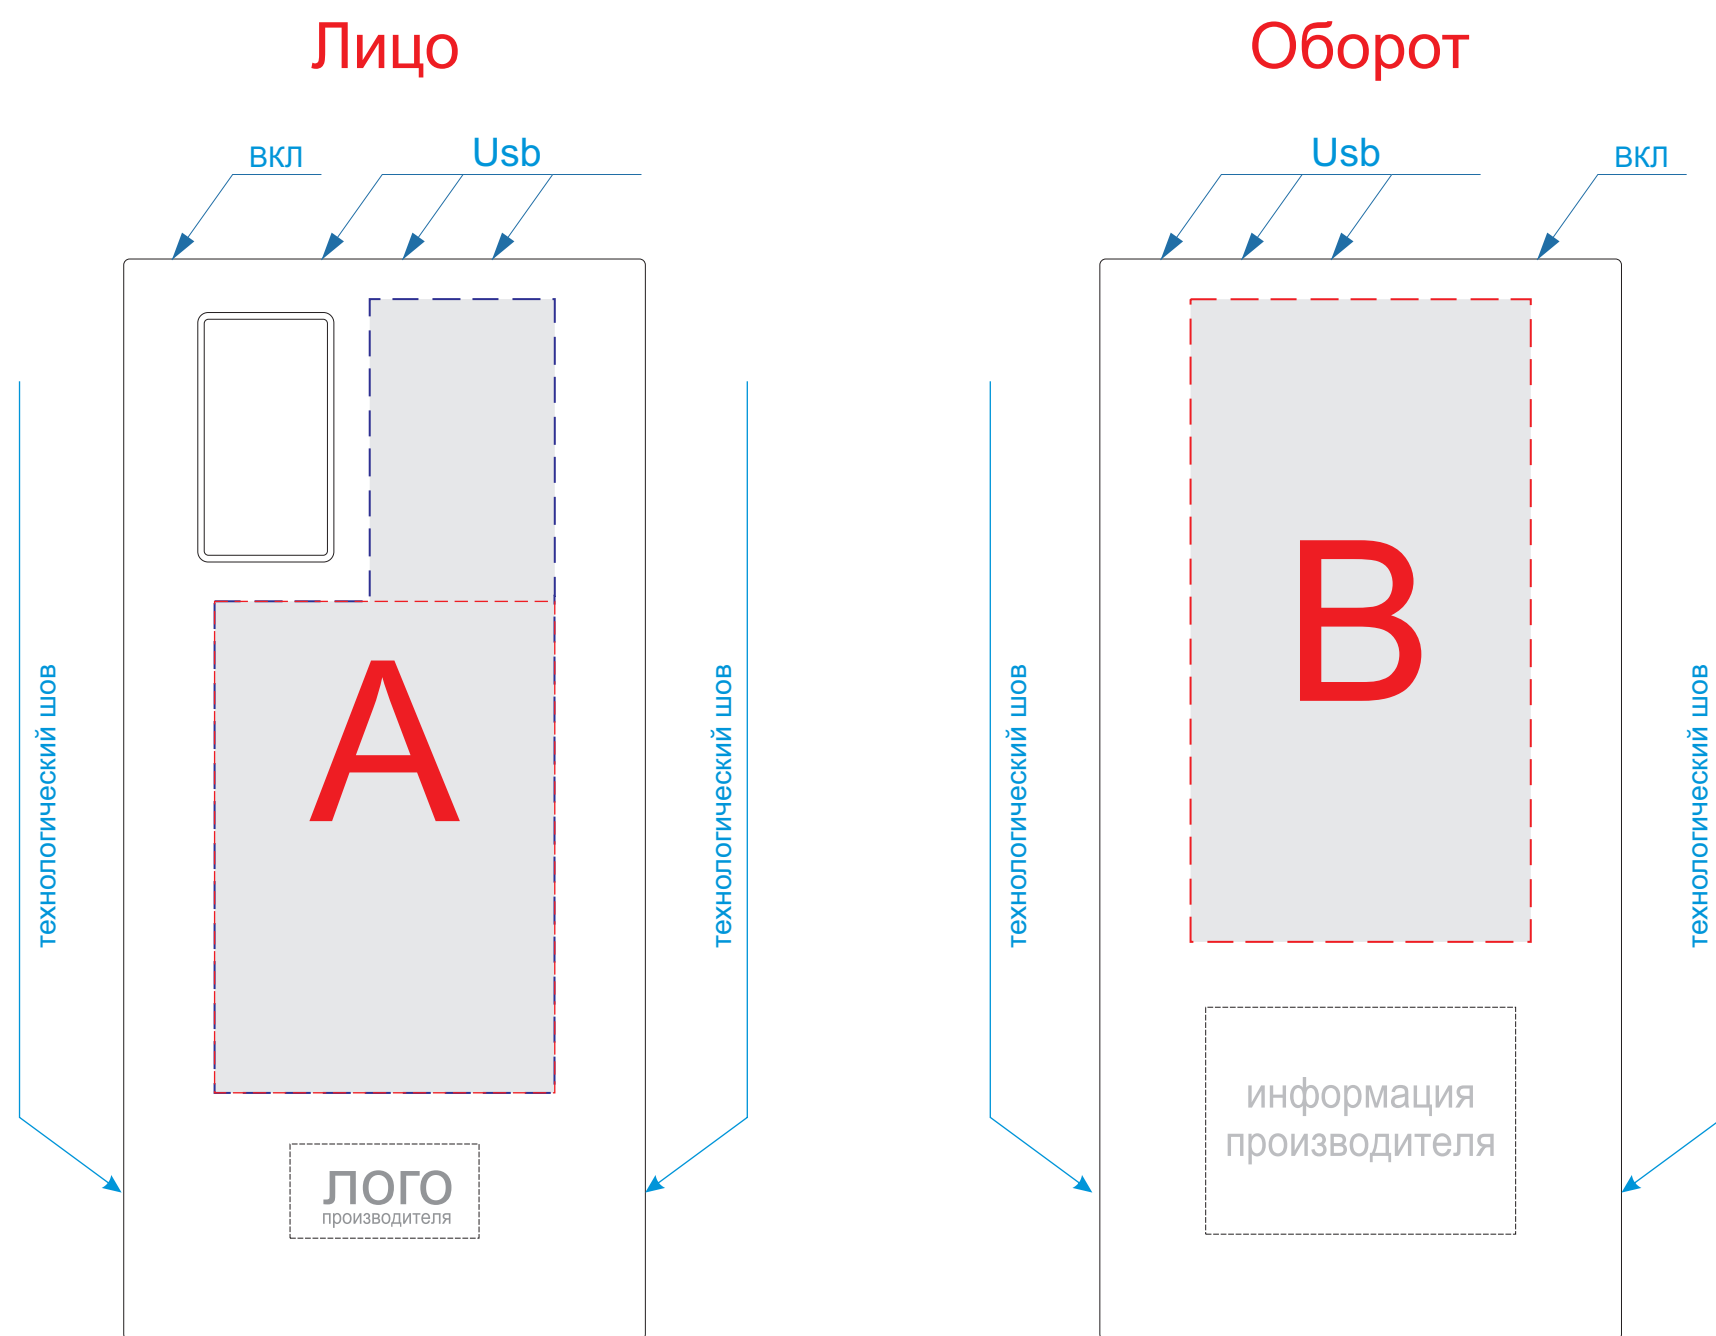 Лицо
Оборот
вкл
Usb
Usb
вкл
технологический шов
технологический шов
технологический шов
технологический шов
A
B
лого
производителя
информация
производителя